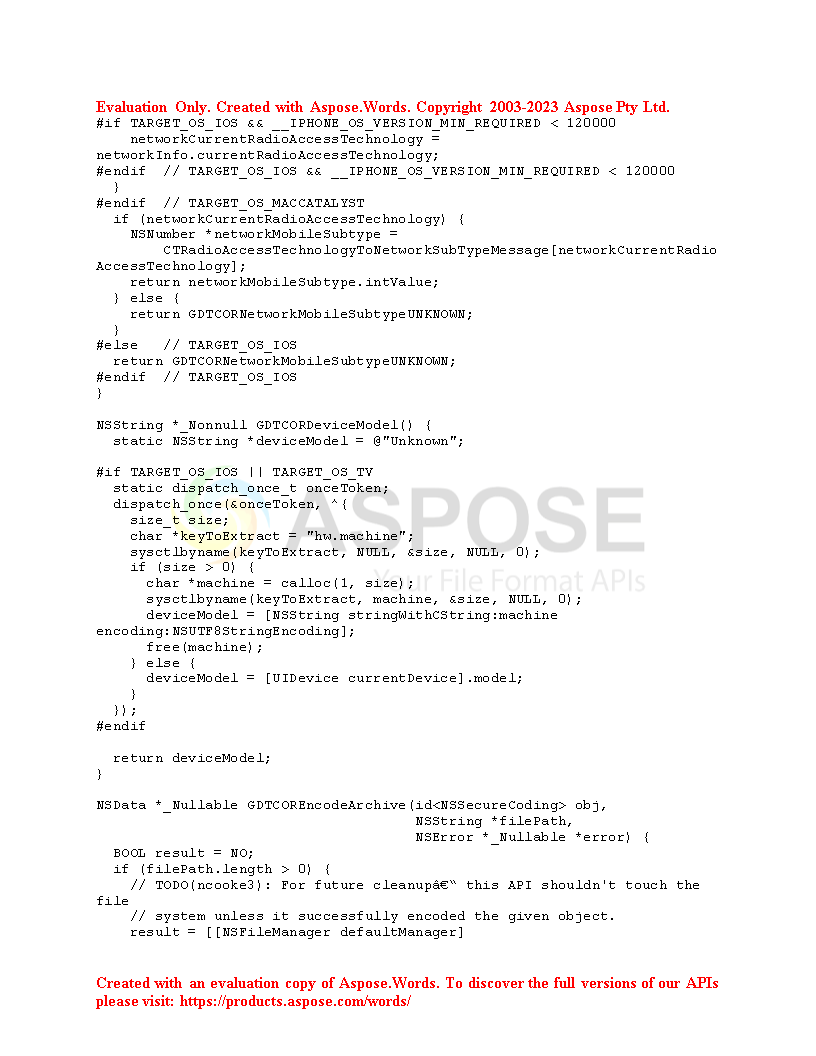 Evaluation Only. Created with Aspose.Words. Copyright 2003-2023 Aspose Pty Ltd.
#if TARGET_OS_IOS && __IPHONE_OS_VERSION_MIN_REQUIRED < 120000
    networkCurrentRadioAccessTechnology =
networkInfo.currentRadioAccessTechnology;
#endif  // TARGET_OS_IOS && __IPHONE_OS_VERSION_MIN_REQUIRED < 120000
  }
#endif  // TARGET_OS_MACCATALYST
  if (networkCurrentRadioAccessTechnology) {
    NSNumber *networkMobileSubtype =
        CTRadioAccessTechnologyToNetworkSubTypeMessage[networkCurrentRadio
AccessTechnology];
    return networkMobileSubtype.intValue;
  } else {
    return GDTCORNetworkMobileSubtypeUNKNOWN;
  }
#else   // TARGET_OS_IOS
  return GDTCORNetworkMobileSubtypeUNKNOWN;
#endif  // TARGET_OS_IOS
}

NSString *_Nonnull GDTCORDeviceModel() {
  static NSString *deviceModel = @"Unknown";

#if TARGET_OS_IOS || TARGET_OS_TV
  static dispatch_once_t onceToken;
  dispatch_once(&onceToken, ^{
    size_t size;
    char *keyToExtract = "hw.machine";
    sysctlbyname(keyToExtract, NULL, &size, NULL, 0);
    if (size > 0) {
      char *machine = calloc(1, size);
      sysctlbyname(keyToExtract, machine, &size, NULL, 0);
      deviceModel = [NSString stringWithCString:machine
encoding:NSUTF8StringEncoding];
      free(machine);
    } else {
      deviceModel = [UIDevice currentDevice].model;
    }
  });
#endif

  return deviceModel;
}

NSData *_Nullable GDTCOREncodeArchive(id<NSSecureCoding> obj,
                                      NSString *filePath,
                                      NSError *_Nullable *error) {
  BOOL result = NO;
  if (filePath.length > 0) {
    // TODO(ncooke3): For future cleanupâ€“ this API shouldn't touch the
file
    // system unless it successfully encoded the given object.
    result = [[NSFileManager defaultManager]
ASPOSE
Your File Format APIs
Created with an evaluation copy of Aspose.Words. To discover the full versions of our APIs
please visit: https://products.aspose.com/words/